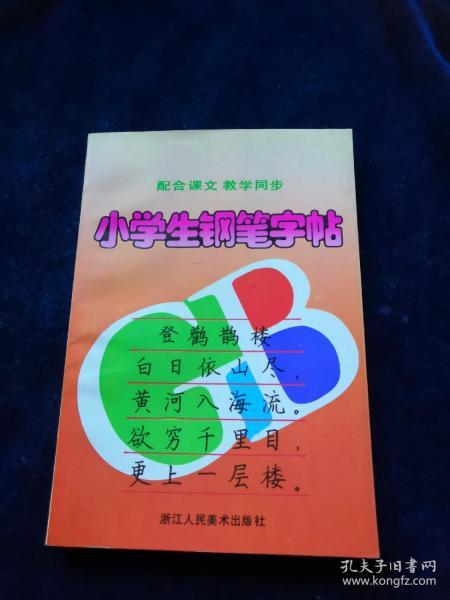 配合课文 教学同步
小学生钢笔字帖
登鹳鹊楼
白日依山尽,
黄河入海流。
欲穷千里目,
更上一层楼。
浙江人民美术出版社
孔夫子旧书网
www.kongfz.com